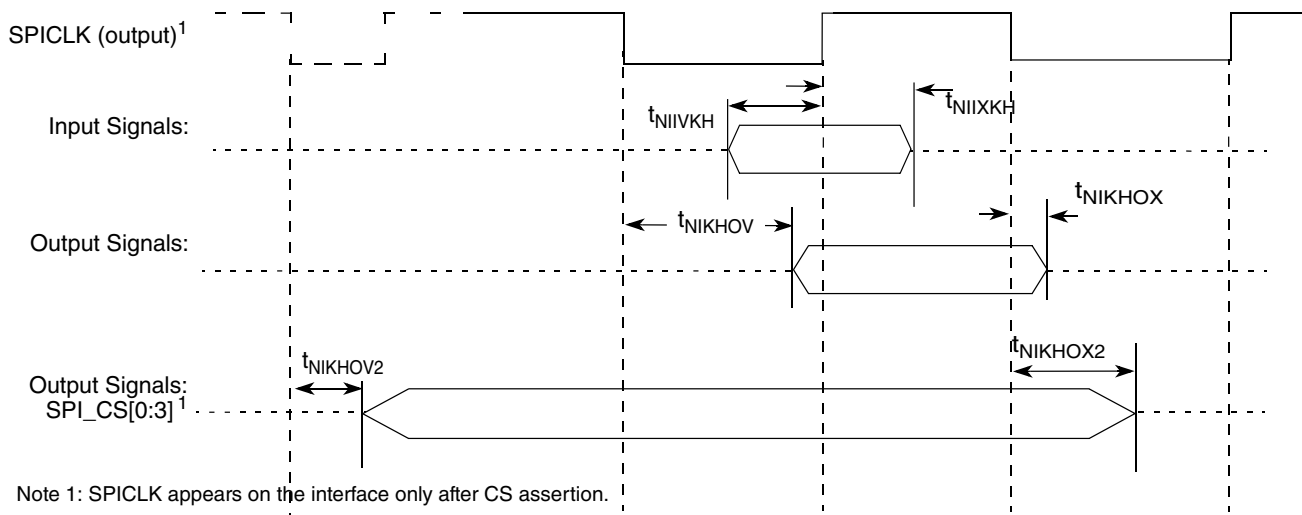 SPICLK (output)1
tNIIVKH
tNIIXKH
Input Signals:
tNIKHOX
tNIKHOV
Output Signals:
tNIKHOV2
tNIKHOX2
Output Signals:
SPI_CS[0:3] 1
Note 1: SPICLK appears on the interface only after CS assertion.